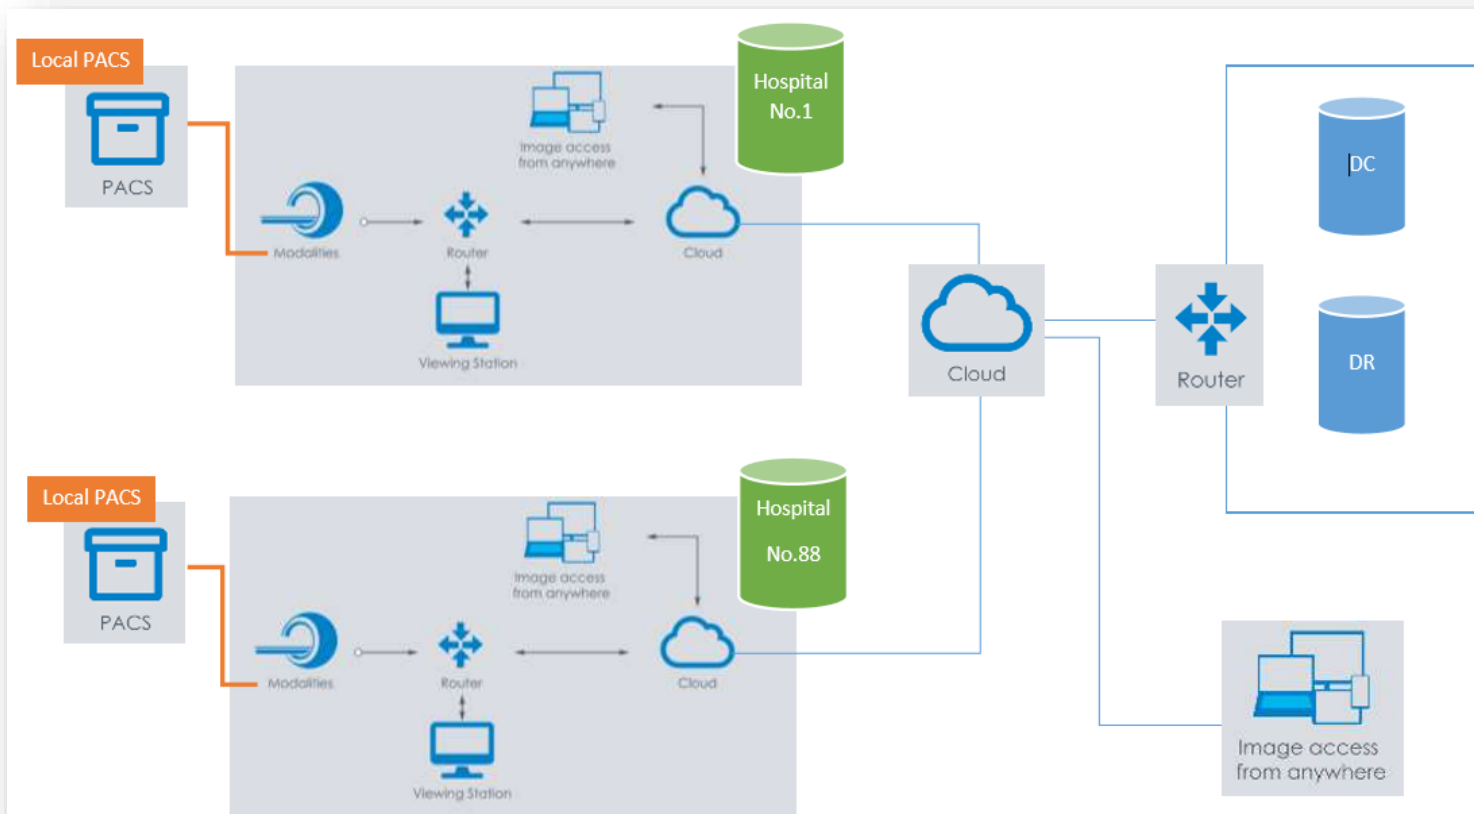 Local PACS
PACS
Hospital
No.1
Image access
from anywhere
Modalities
Router
Cloud
Viewing Station
Cloud
Router
DC
DR
Local PACS
PACS
Hospital
No.88
Image access
from anywhere
Modalities
Router
Cloud
Viewing Station
Image access
from anywhere